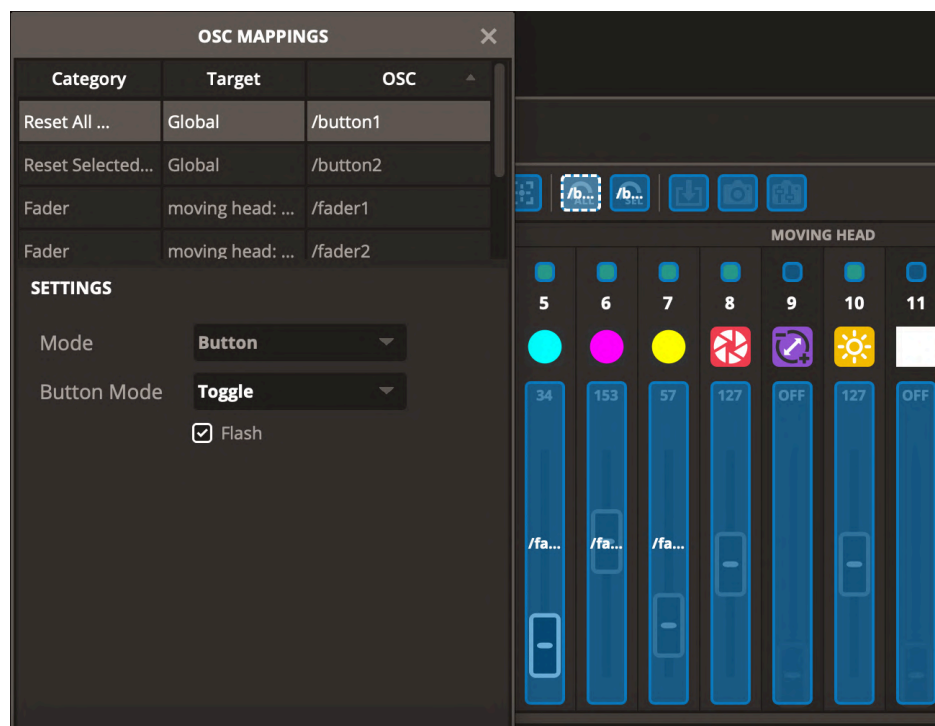 OSC MAPPINGS
Category Target OSC
Reset All ... Global /button1
Reset Selected... Global /button2
Fader moving head: ... /fader1
Fader moving head: ... /fader2
SETTINGS
Mode Button
Button Mode Toggle
Flash
/b... /b...
ALL SEL
MOVING HEAD
5 6 7 8 9 10 11
34 153 57 127 OFF 127 OFF
/fa... /fa... /fa...